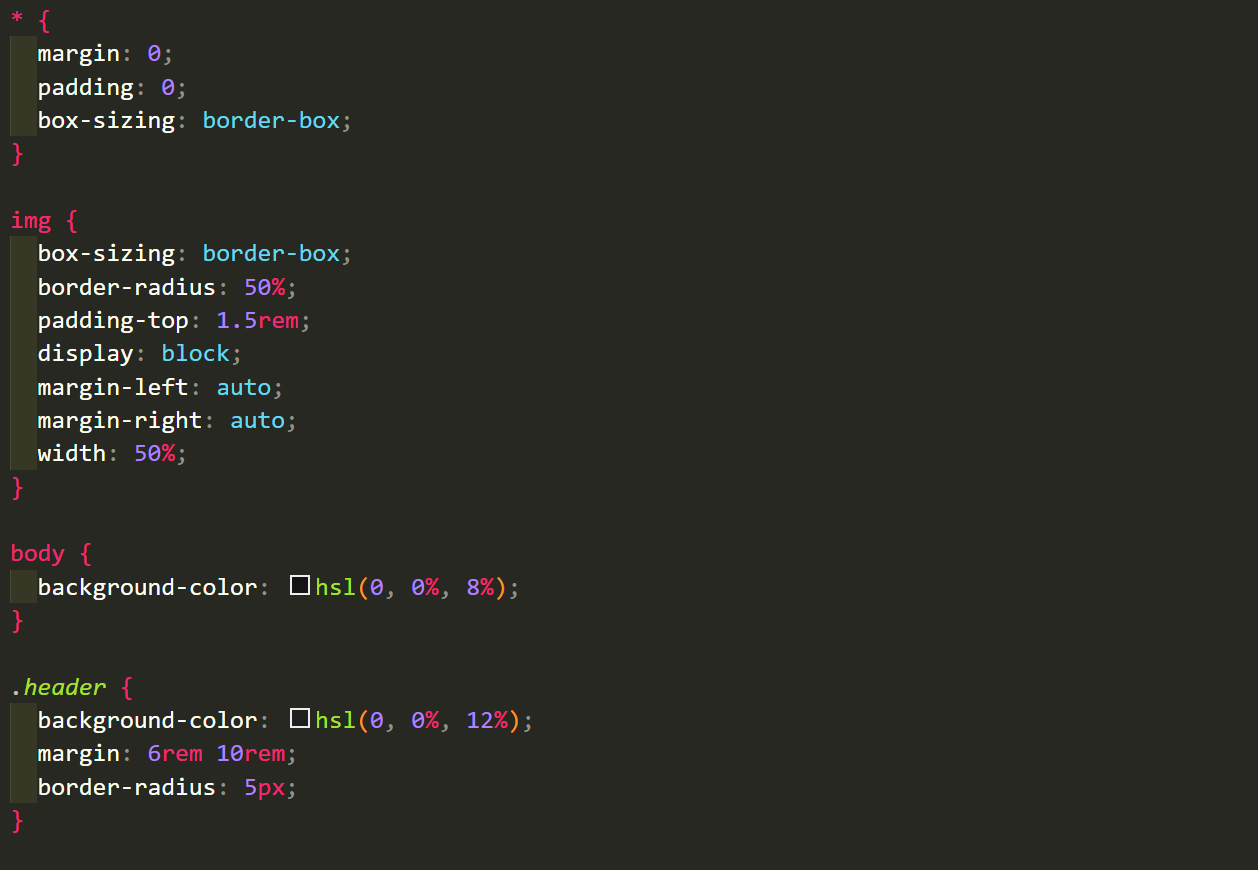 * {
margin: 0;
padding: 0;
box-sizing: border-box;
}
img {
box-sizing: border-box;
border-radius: 50%;
padding-top: 1.5rem;
display: block;
margin-left: auto;
margin-right: auto;
width: 50%;
}
body {
background-color: hsl(0, 0%, 8%);
}
.header {
background-color: hsl(0, 0%, 12%);
margin: 6rem 10rem;
border-radius: 5px;
}